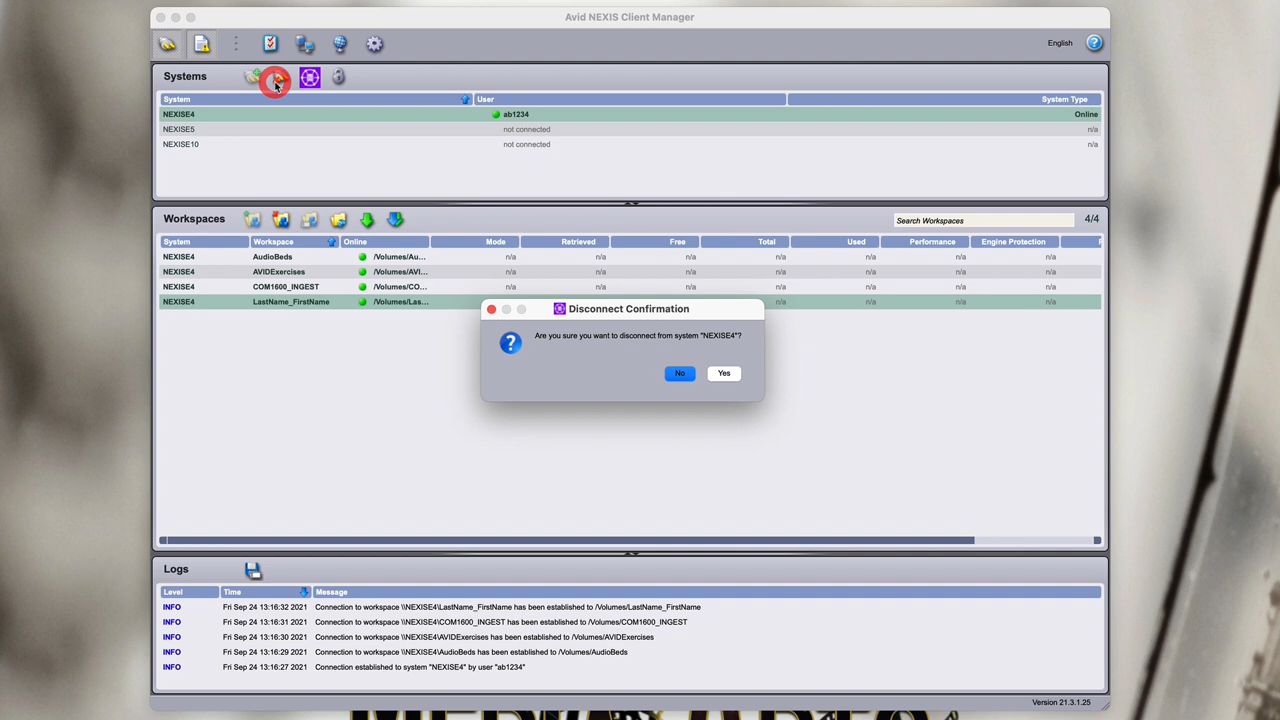 Avid NEXIS Client Manager
English
Systems
System User System Type
NEXISE4 ab1234 Online
NEXISE5 not connected n/a
NEXISE10 not connected n/a
Workspaces Search Workspaces 4/4
System Workspace Online Mode Retrieved Free Total Used Performance Engine Protection
NEXISE4 AudioBeds /Volumes/Au... n/a n/a n/a n/a n/a n/a n/a
NEXISE4 AVIDExercises /Volumes/AVI... n/a n/a n/a n/a n/a n/a n/a
NEXISE4 COM1600_INGEST /Volumes/CO... n/a n/a n/a n/a n/a n/a n/a
NEXISE4 LastName_FirstName /Volumes/Las... n/a n/a n/a n/a
Disconnect Confirmation
Are you sure you want to disconnect from system "NEXISE4"?
No Yes
Logs
Level Time Message
INFO Fri Sep 24 13:16:32 2021 Connection to workspace \\NEXISE4\LastName_FirstName has been established to /Volumes/LastName_FirstName
INFO Fri Sep 24 13:16:31 2021 Connection to workspace \\NEXISE4\COM1600_INGEST has been established to /Volumes/COM1600_INGEST
INFO Fri Sep 24 13:16:30 2021 Connection to workspace \\NEXISE4\AVIDExercises has been established to /Volumes/AVIDExercises
INFO Fri Sep 24 13:16:29 2021 Connection to workspace \\NEXISE4\AudioBeds has been established to /Volumes/AudioBeds
INFO Fri Sep 24 13:16:27 2021 Connection established to system "NEXISE4" by user "ab1234"
Version 21.3.1.25